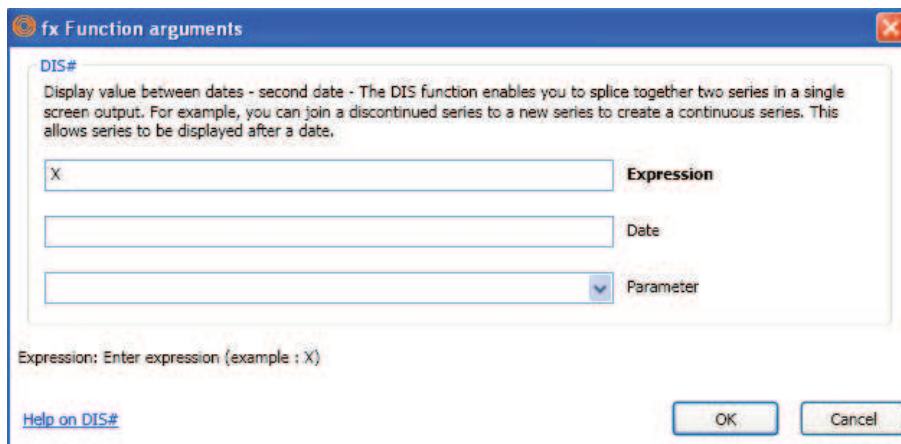 fx Function arguments
DIS#
Display value between dates - second date - The DIS function enables you to splice together two series in a single
screen output. For example, you can join a discontinued series to a new series to create a continuous series. This
allows series to be displayed after a date.
X
Expression
Date
Parameter
Expression: Enter expression (example : X)
Help on DIS#
OK
Cancel